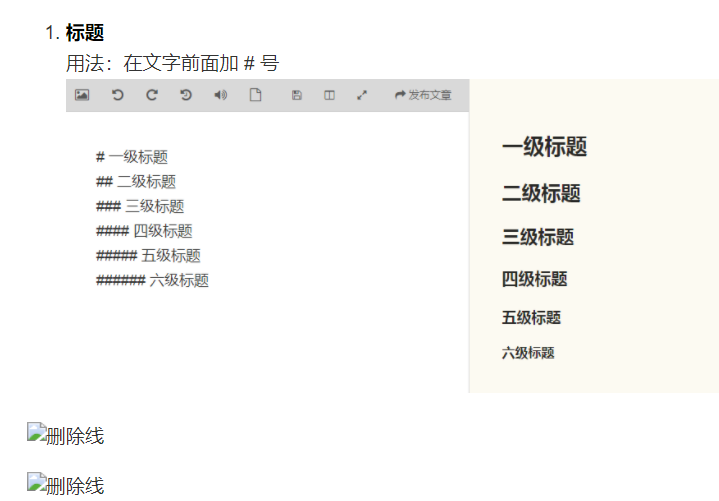 1. 标题
用法：在文字前面加 # 号
发布文章
# 一级标题
## 二级标题
### 三级标题
#### 四级标题
##### 五级标题
###### 六级标题
一级标题
二级标题
三级标题
四级标题
五级标题
六级标题
删除线
删除线